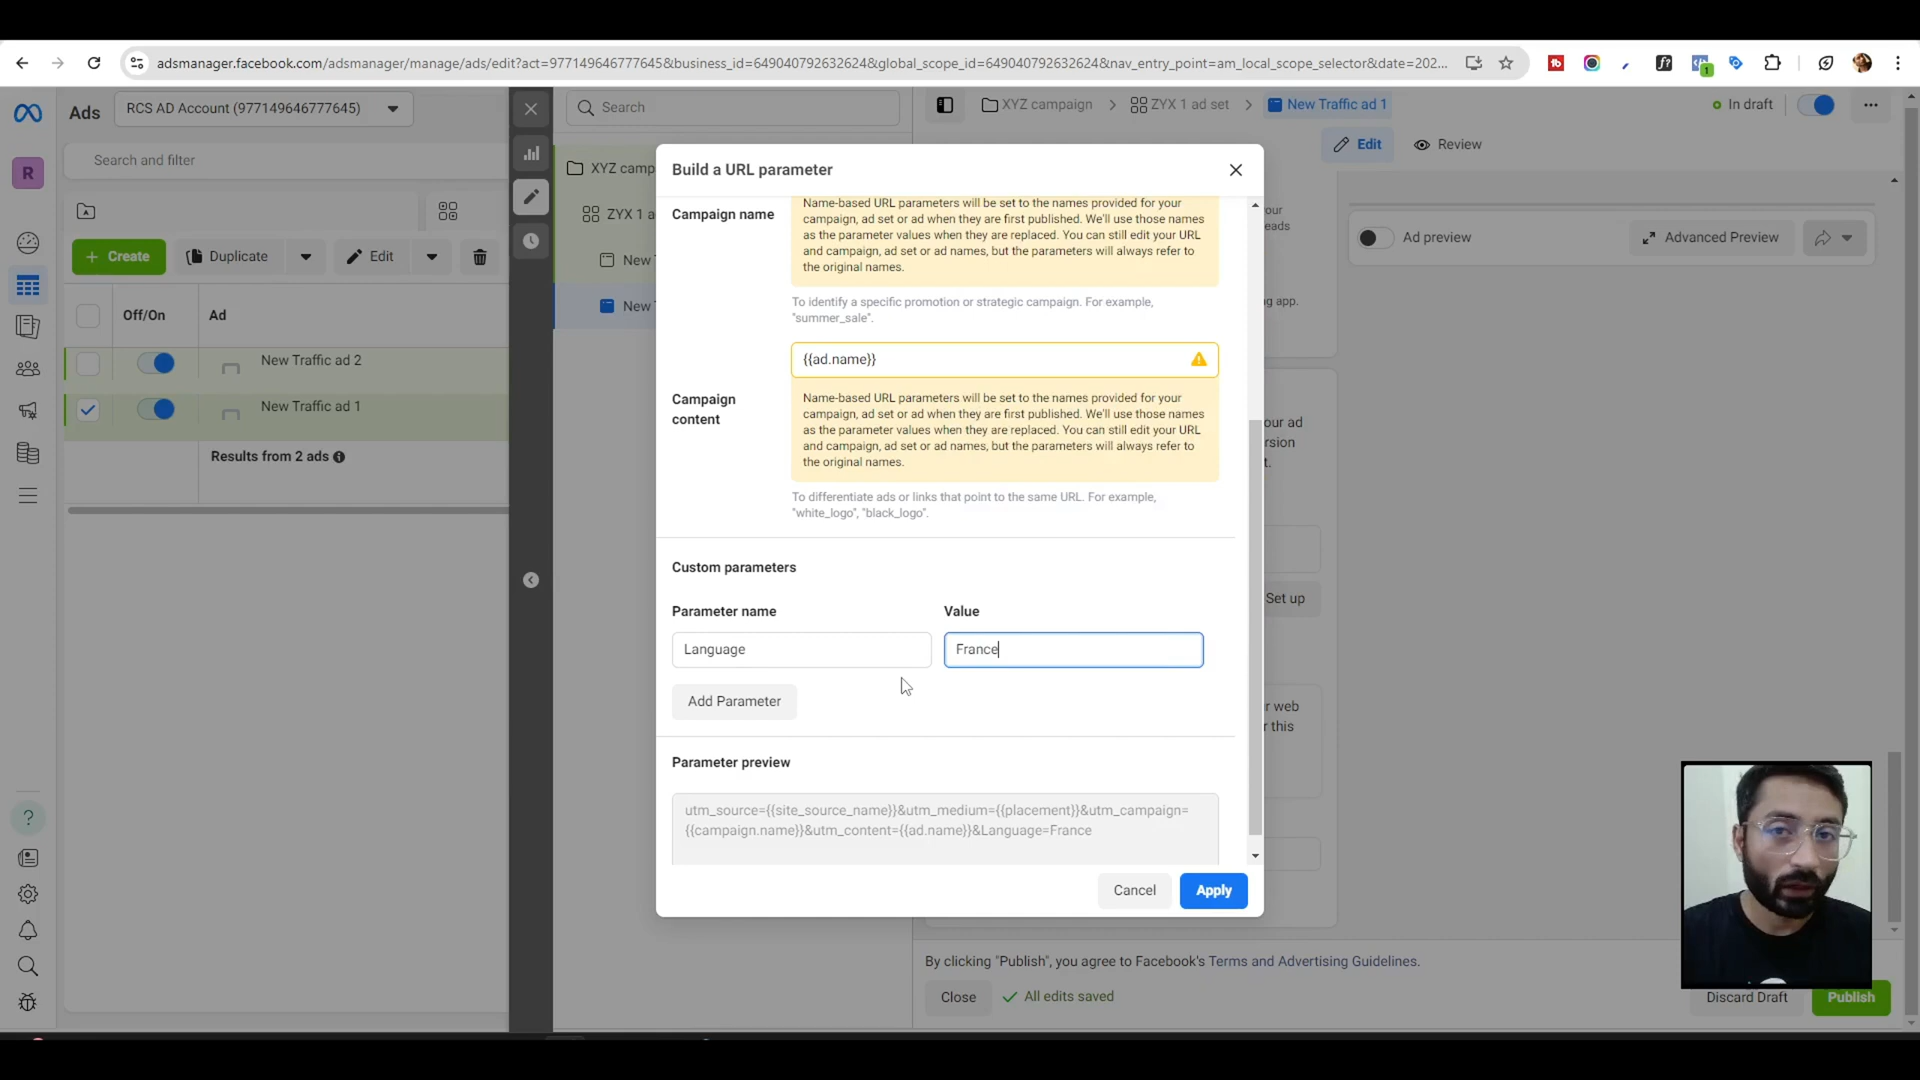 adsmanager.facebook.com/adsmanager/manage/ads/edit?act=977149646777645&business_id=649040792632624&global_scope_id=649040792632624&nav_entry_point=am_local_scope_selector&date=202...
1
Ads
RCS AD Account (977149646777645)
Search
XYZ campaign
ZYX 1 ad set
New Traffic ad 1
In draft
Edit
Review
R
Search and filter
Build a URL parameter
XYZ camp
ZYX 1 a
New
New
Campaign name
Name-based URL parameters will be set to the names provided for your
campaign, ad set or ad when they are first published. We'll use those names
as the parameter values when they are replaced. You can still edit your URL
and campaign, ad set or ad names, but the parameters will always refer to
the original names.
To identify a specific promotion or strategic campaign. For example,
"summer_sale".
our
eads
ng app.
Ad preview
Advanced Preview
Create
Duplicate
Edit
Off/On
Ad
New Traffic ad 2
New Traffic ad 1
Results from 2 ads
{{ad.name}}
Campaign
content
Name-based URL parameters will be set to the names provided for your
campaign, ad set or ad when they are first published. We'll use those names
as the parameter values when they are replaced. You can still edit your URL
and campaign, ad set or ad names, but the parameters will always refer to
the original names.
To differentiate ads or links that point to the same URL. For example,
"white_logo", "black_logo".
our ad
rsion
t.
Custom parameters
Parameter name
Value
Language
France
Add Parameter
Set up
r web
r this
Parameter preview
utm_source={{site_source_name}}&utm_medium={{placement}}&utm_campaign=
{{campaign.name}}&utm_content={{ad.name}}&Language=France
Cancel
Apply
By clicking "Publish", you agree to Facebook's Terms and Advertising Guidelines.
Close
All edits saved
Discard Draft
Publish